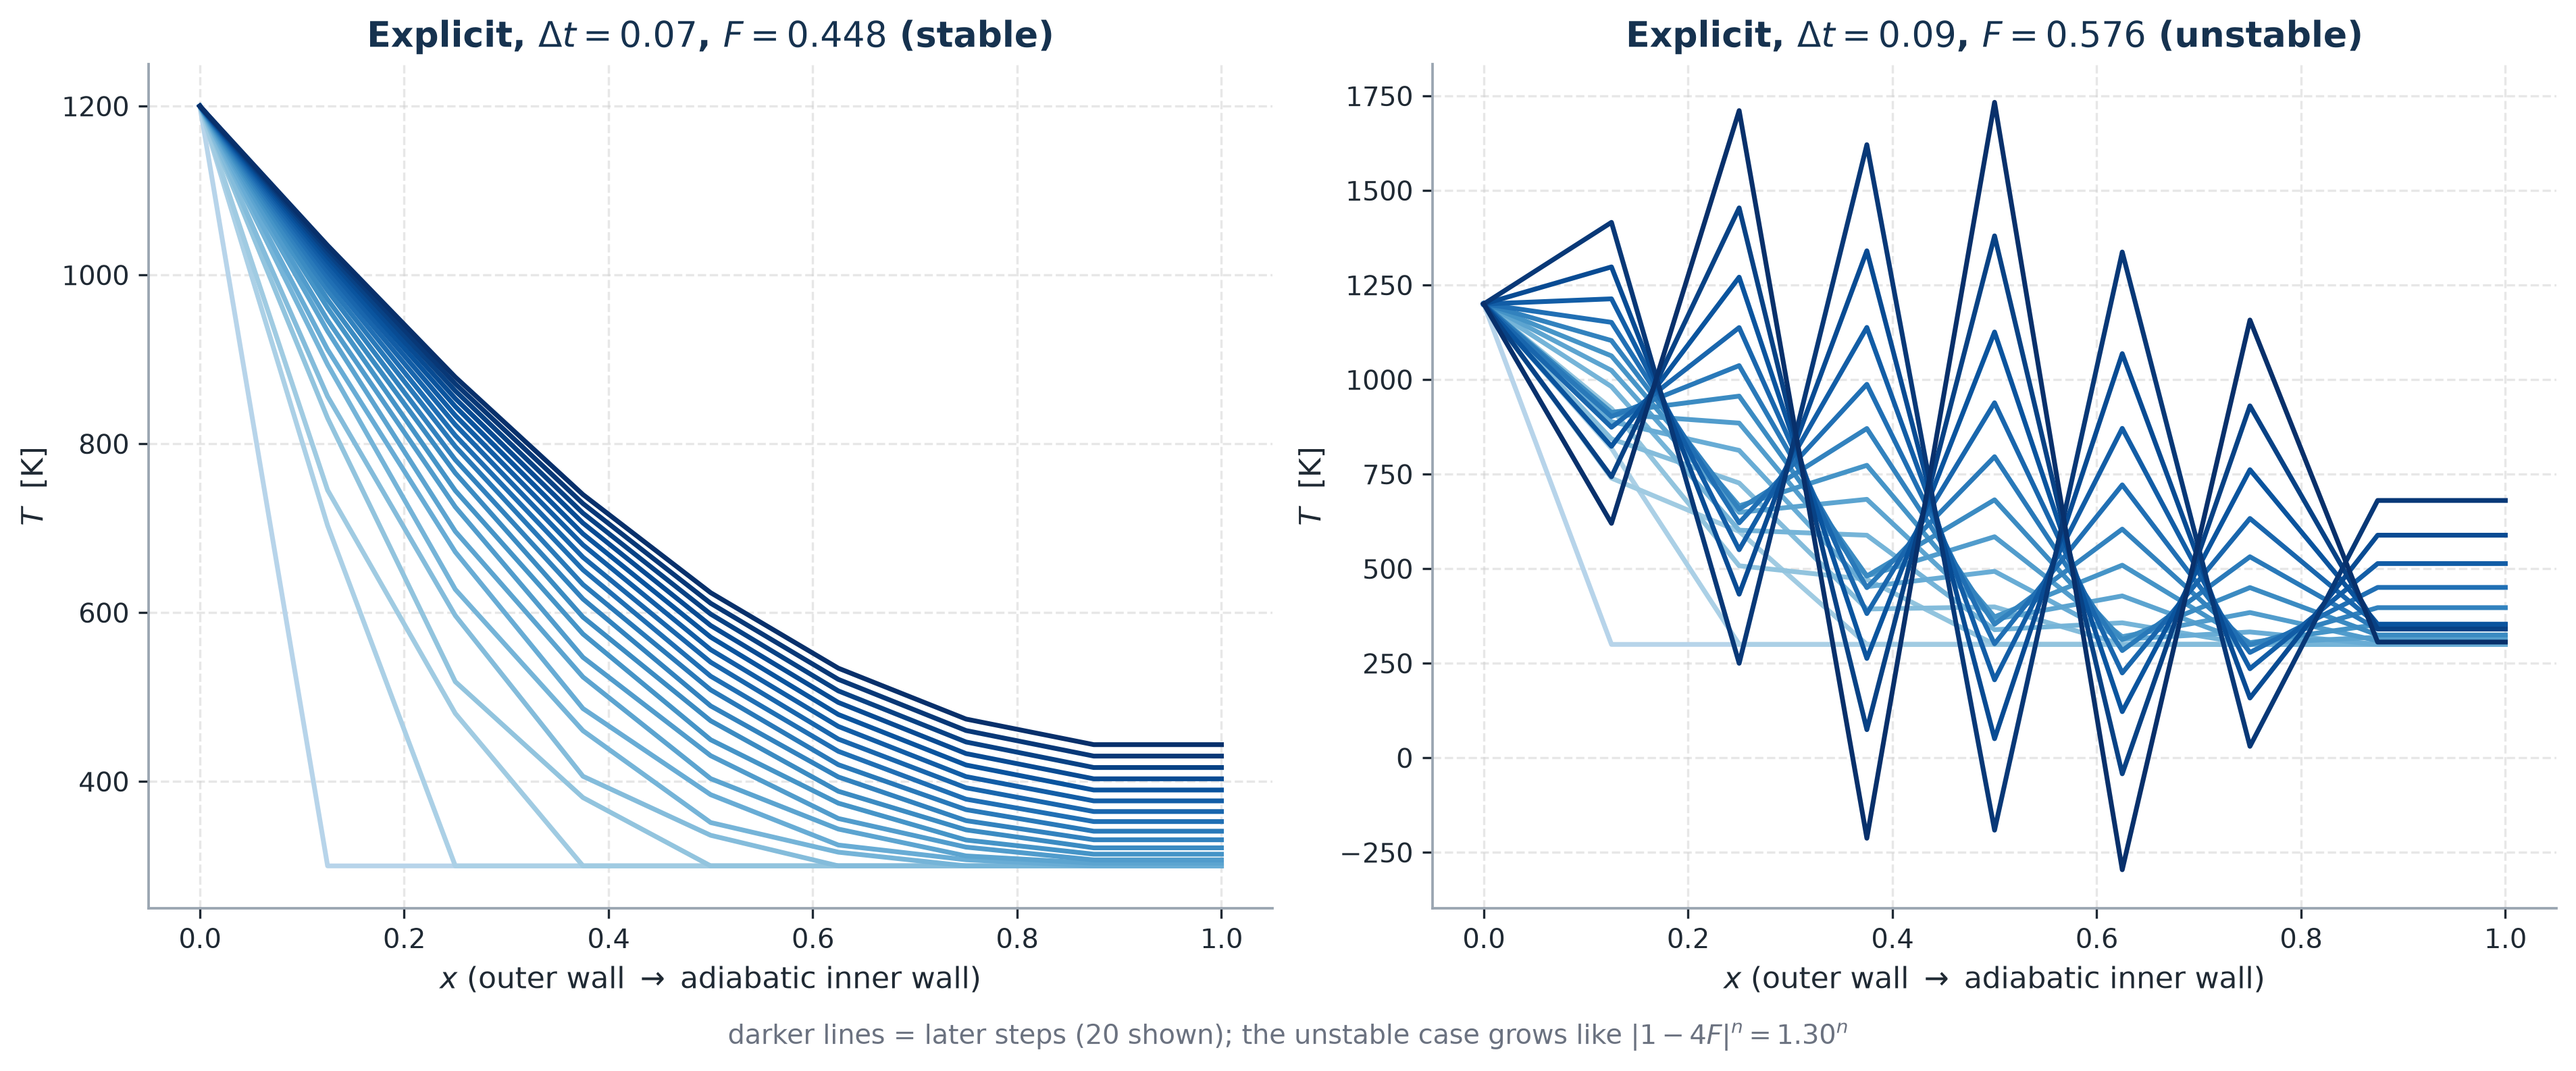 Explicit, Δt = 0.07, F = 0.448 (stable)
1200
1000
800
600
400
T [K]
0.0 0.2 0.4 0.6 0.8 1.0
x (outer wall → adiabatic inner wall)
Explicit, Δt = 0.09, F = 0.576 (unstable)
1750
1500
1250
1000
750
500
250
0
−250
T [K]
0.0 0.2 0.4 0.6 0.8 1.0
x (outer wall → adiabatic inner wall)
darker lines = later steps (20 shown); the unstable case grows like |1 − 4F|ⁿ = 1.30ⁿ